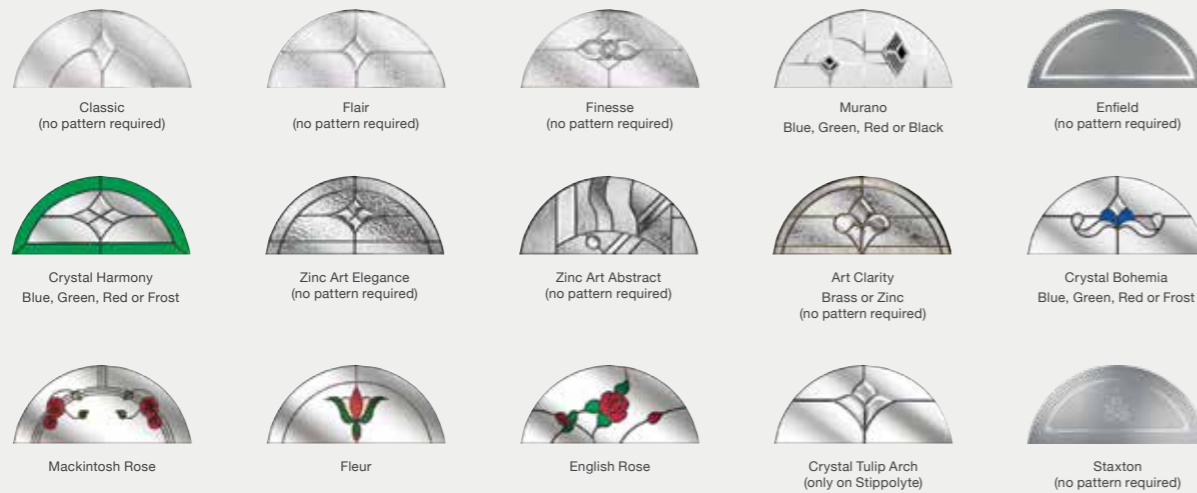 Classic
(no pattern required)
Flair
(no pattern required)
Finesse
(no pattern required)
Murano
Blue, Green, Red or Black
Enfield
(no pattern required)
Crystal Harmony
Blue, Green, Red or Frost
Zinc Art Elegance
(no pattern required)
Zinc Art Abstract
(no pattern required)
Art Clarity
Brass or Zinc
(no pattern required)
Crystal Bohemia
Blue, Green, Red or Frost
Mackintosh Rose
Fleur
English Rose
Crystal Tulip Arch
(only on Stippolyte)
Staxton
(no pattern required)